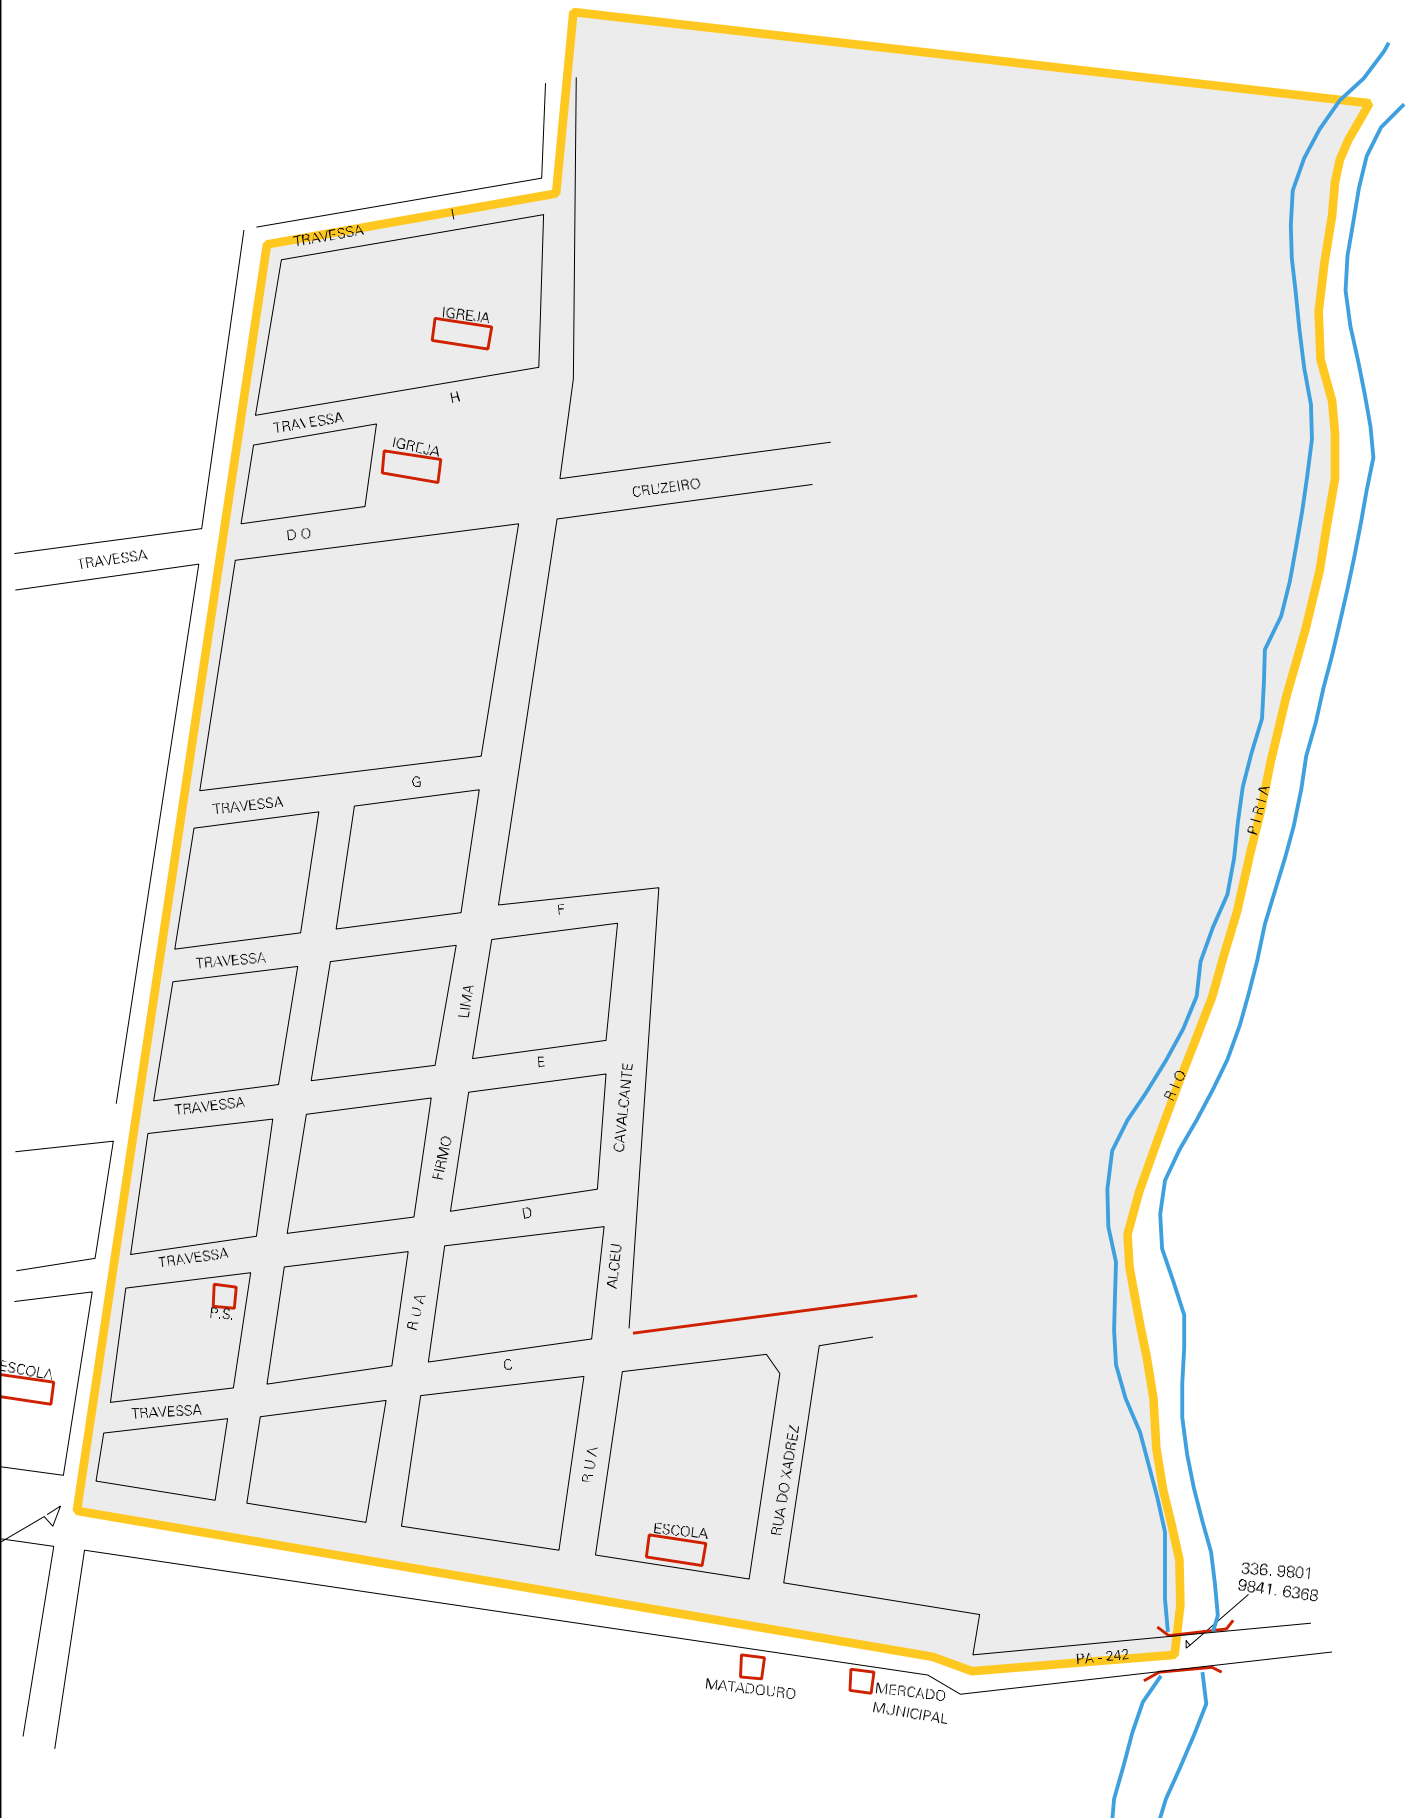 I
TRAVESSA
IGREJA
H
TRAVESSA
IGREJA
CRUZEIRO
DO
TRAVESSA
G
TRAVESSA
PIRIA
F
TRAVESSA
LIMA
E
RIO
CAVALCANTE
TRAVESSA
FIRMO
D
TRAVESSA
ALCEU
P.S.
RUA
C
ESCOLA
TRAVESSA
RUA
RUA DO XADREZ
ESCOLA
336. 9801
9841. 6368
PA - 242
MATADOURO
MERCADO
MUNICIPAL